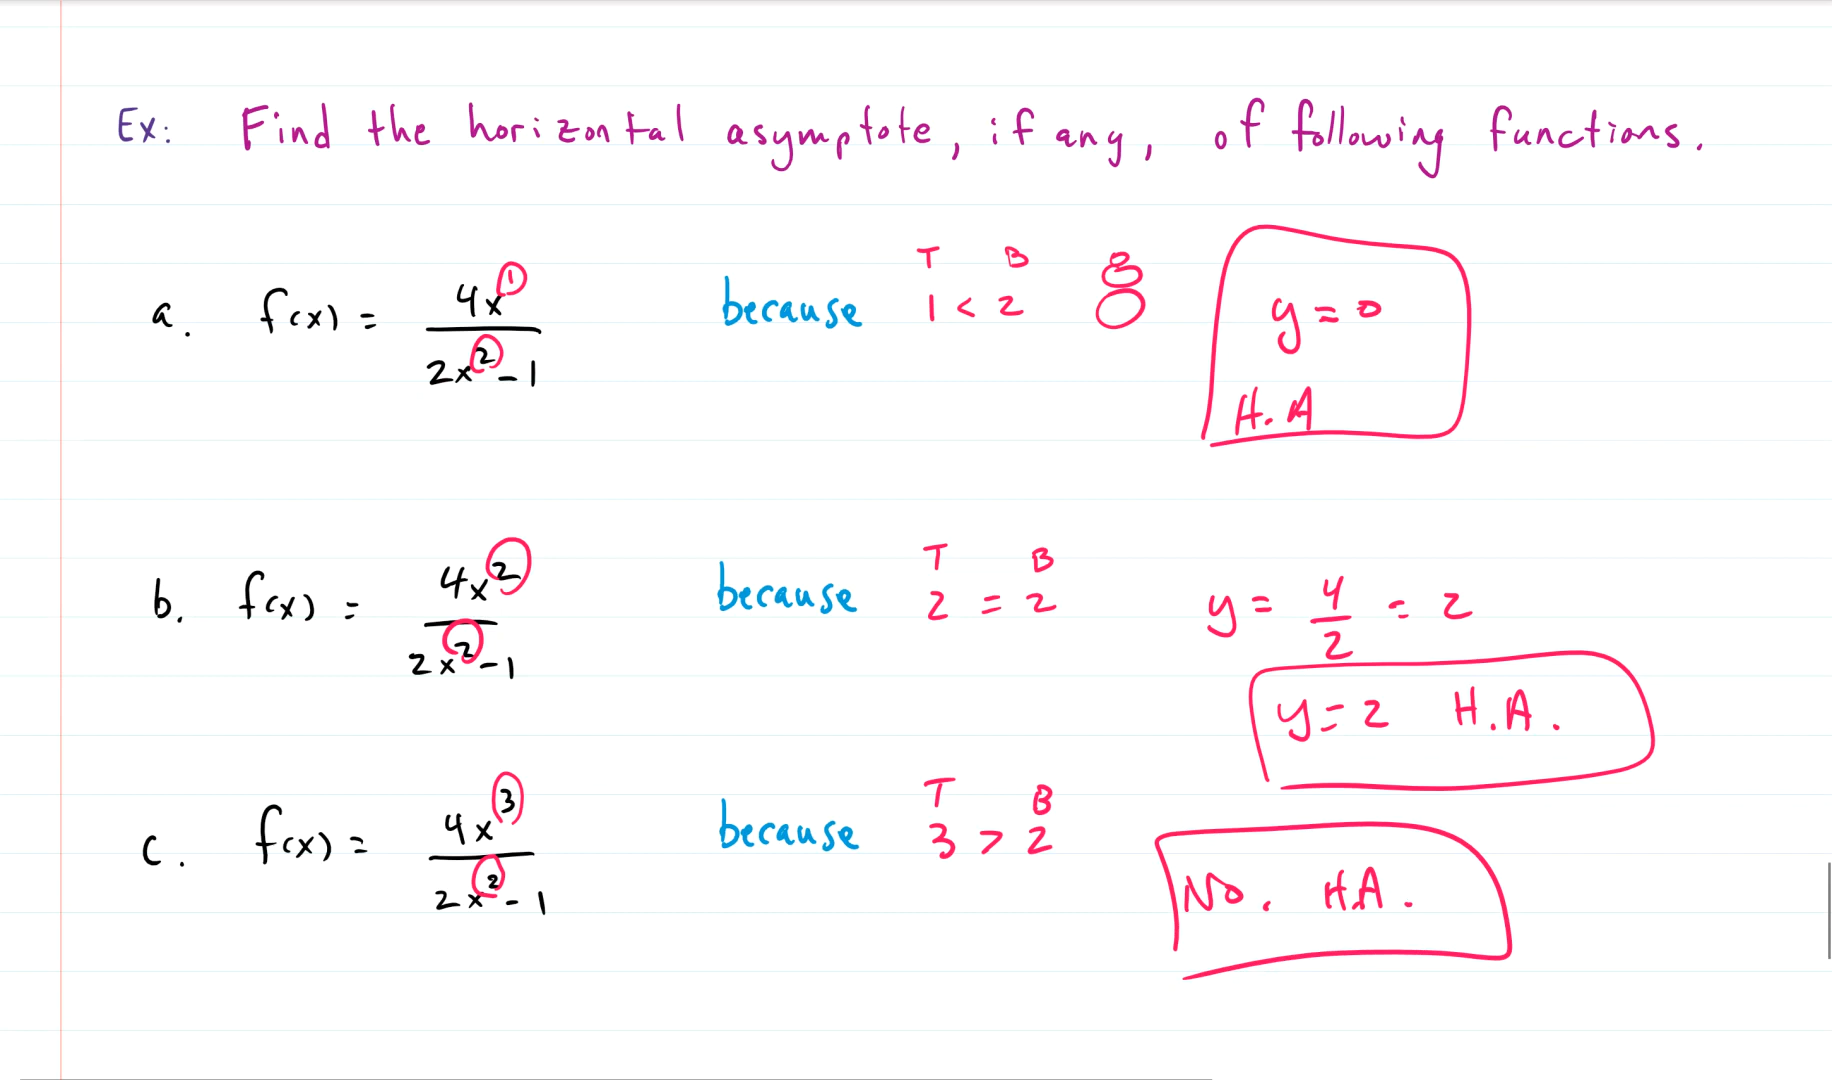 Ex: Find the horizontal asymptote, if any, of following functions.
a. f(x) = 4x^1 / (2x^2 - 1) because T B 1 < 2 8 y = 0
H.A
b. f(x) = 4x^2 / (2x^2 - 1) because T B 2 = 2 y = 4/2 = 2
y = 2 H.A.
c. f(x) = 4x^3 / (2x^2 - 1) because T B 3 > 2
No. H.A.